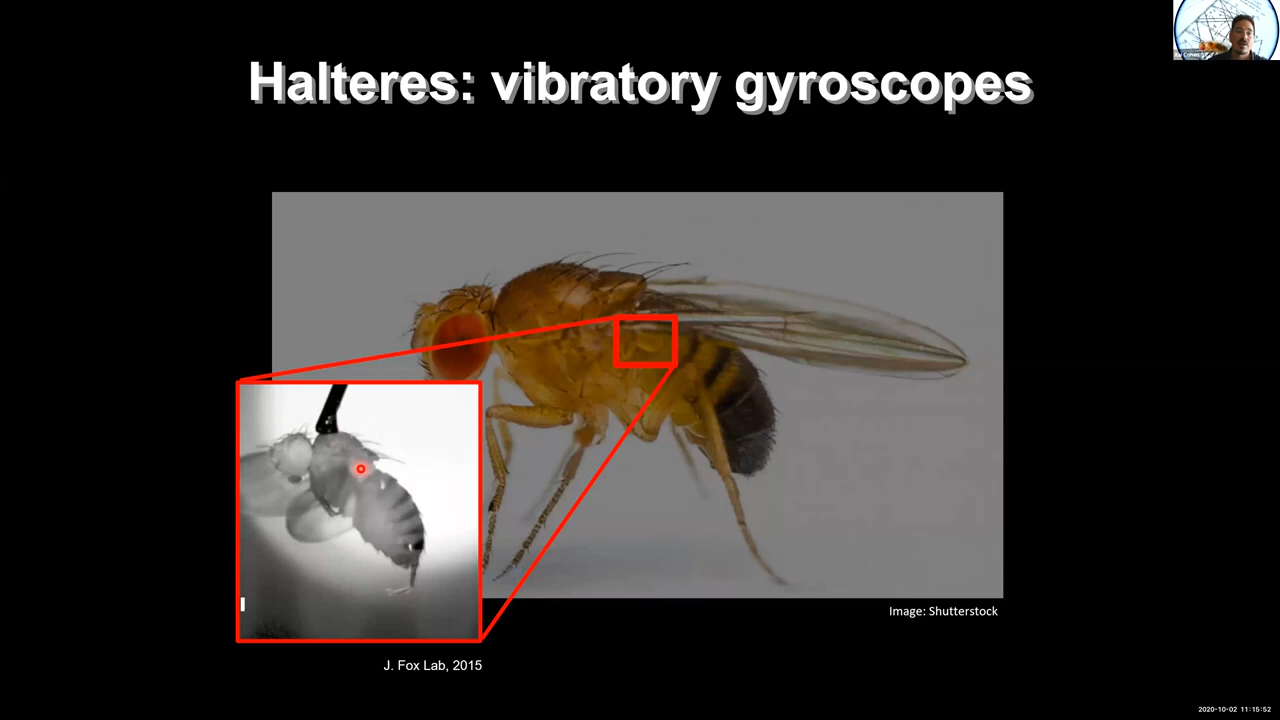 Halteres: vibratory gyroscopes
Image: Shutterstock
J. Fox Lab, 2015
2020-10-02 11:15:52